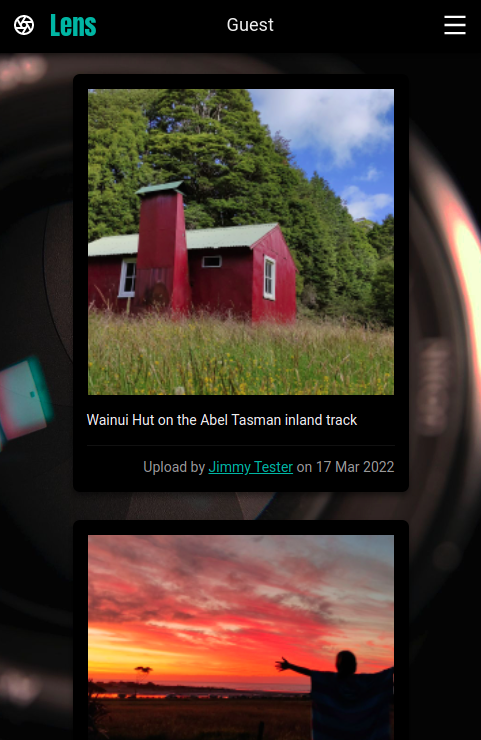 Lens
Guest
Wainui Hut on the Abel Tasman inland track
Upload by Jimmy Tester on 17 Mar 2022